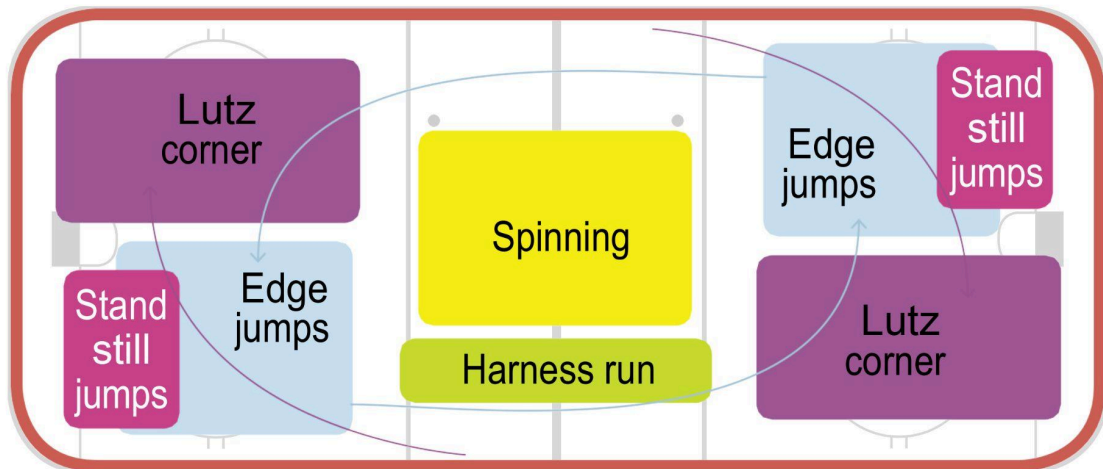 Lutz
corner
Edge
jumps
Stand
still
jumps
Spinning
Stand
still
jumps
Edge
jumps
Harness run
Lutz
corner